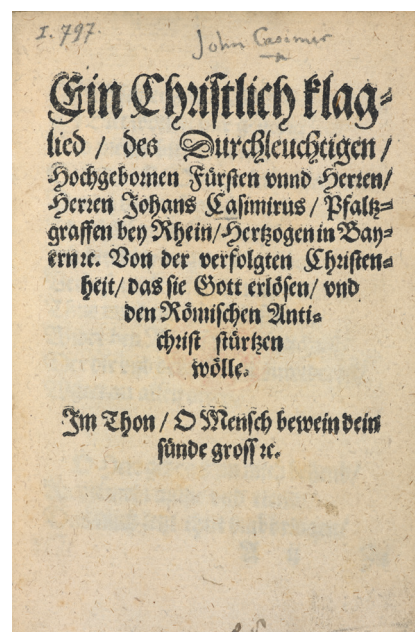 I. 797.
John Casimir
Ein Christlich klag⸗
lied / des Durchleuchtigen /
Hochgebornen Fürsten vnnd Herren /
Herren Johans Casimirus / Pfaltz⸗
graffen bey Rhein / Hertzogen in Bay⸗
ern ꝛc. Von der verfolgten Christen⸗
heit / das sie Gott erlösen / vnd
den Römischen Anti⸗
christ stürtzen
wölle.
Im Thon / O Mensch bewein dein
sünde gross ꝛc.